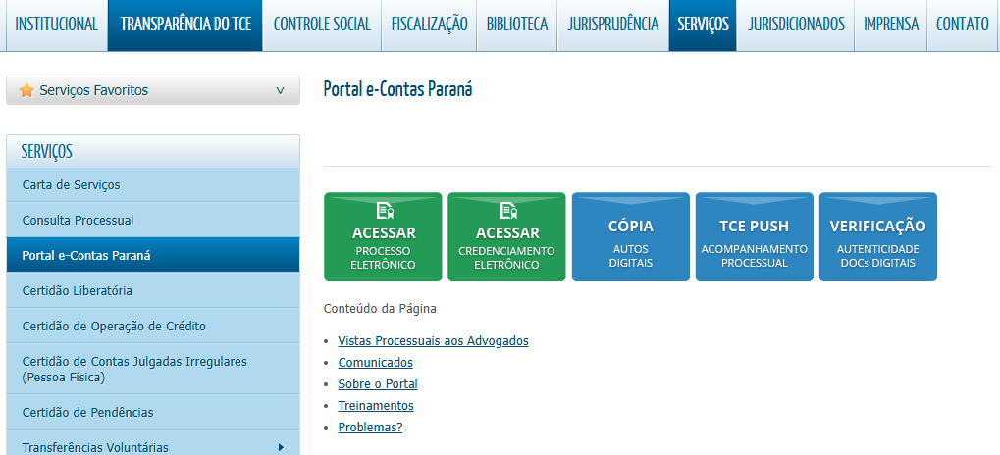 INSTITUCIONAL TRANSPARÊNCIA DO TCE CONTROLE SOCIAL FISCALIZAÇÃO BIBLIOTECA JURISPRUDÊNCIA SERVIÇOS JURISDICIONADOS IMPRENSA CONTATO
Serviços Favoritos
SERVIÇOS
Carta de Serviços
Consulta Processual
Portal e-Contas Paraná
Certidão Liberatória
Certidão de Operação de Crédito
Certidão de Contas Julgadas Irregulares
(Pessoa Física)
Certidão de Pendências
Transferências Voluntárias
Portal e-Contas Paraná
ACESSAR
PROCESSO
ELETRÔNICO
ACESSAR
CREDENCIAMENTO
ELETRÔNICO
CÓPIA
AUTOS
DIGITAIS
TCE PUSH
ACOMPANHAMENTO
PROCESSUAL
VERIFICAÇÃO
AUTENTICIDADE
DOCs DIGITAIS
Conteúdo da Página
Vistas Processuais aos Advogados
Comunicados
Sobre o Portal
Treinamentos
Problemas?